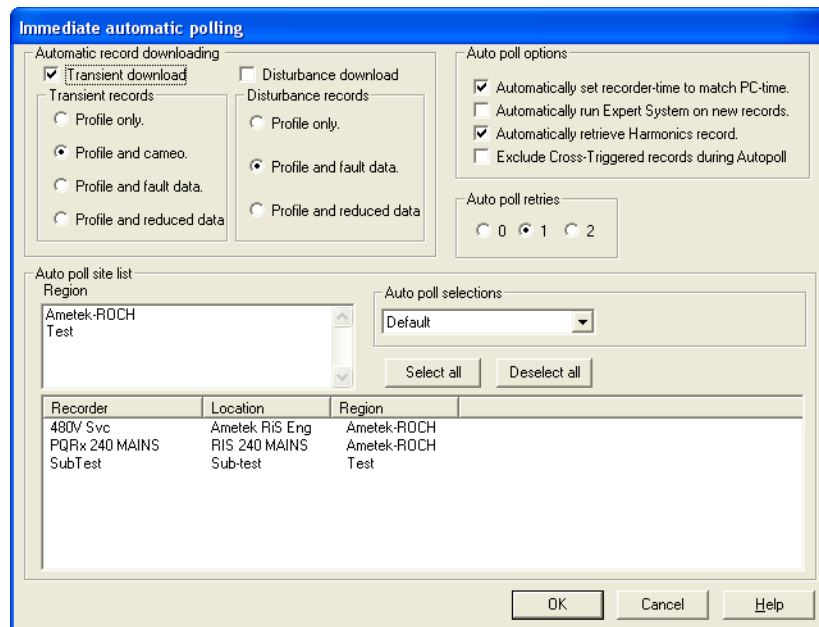 Immediate automatic polling
Automatic record downloading
Transient download
Disturbance download
Transient records
Profile only.
Profile and cameo.
Profile and fault data.
Profile and reduced data
Disturbance records
Profile only.
Profile and fault data.
Profile and reduced data
Auto poll options
Automatically set recorder-time to match PC-time.
Automatically run Expert System on new records.
Automatically retrieve Harmonics record.
Exclude Cross-Triggered records during Autopoll
Auto poll retries
0 1 2
Auto poll site list
Region
Ametek-ROCH
Test
Auto poll selections
Default
Select all Deselect all
Recorder Location Region
480V Svc Ametek RiS Eng Ametek-ROCH
PQRx 240 MAINS RIS 240 MAINS Ametek-ROCH
SubTest Sub-test Test
OK Cancel Help